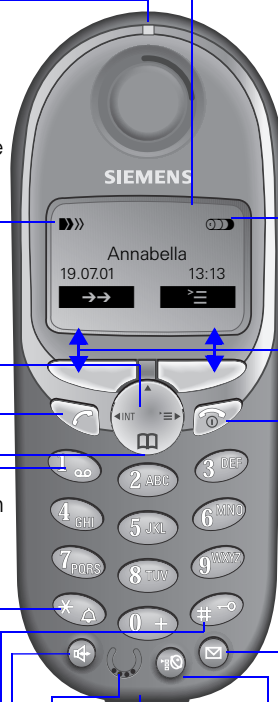 e
SIEMENS
Annabella
19.07.01 13:13
INT
n
1
2 ABC
3 DEF
4 GHI
5 JKL
6 MNO
7 PQRS
8 TUV
9 WXYZ
*
0 +
#